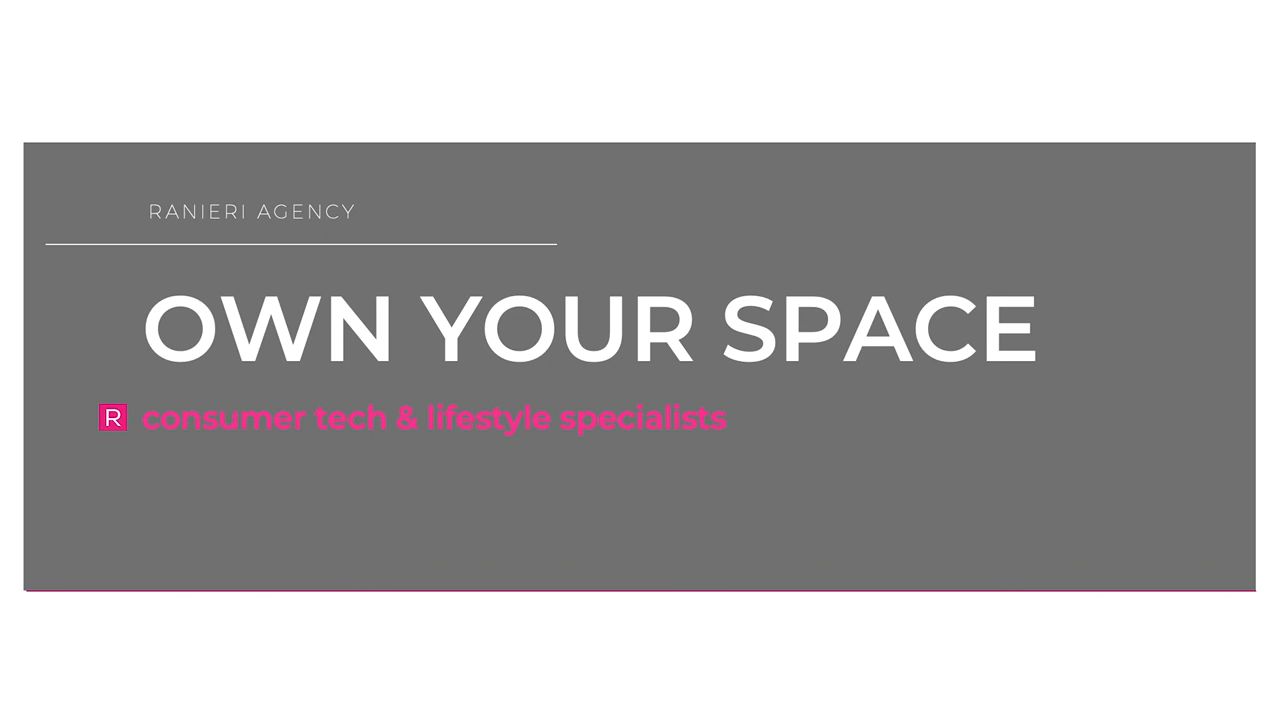 RANIERI AGENCY
OWN YOUR SPACE
R consumer tech & lifestyle specialists